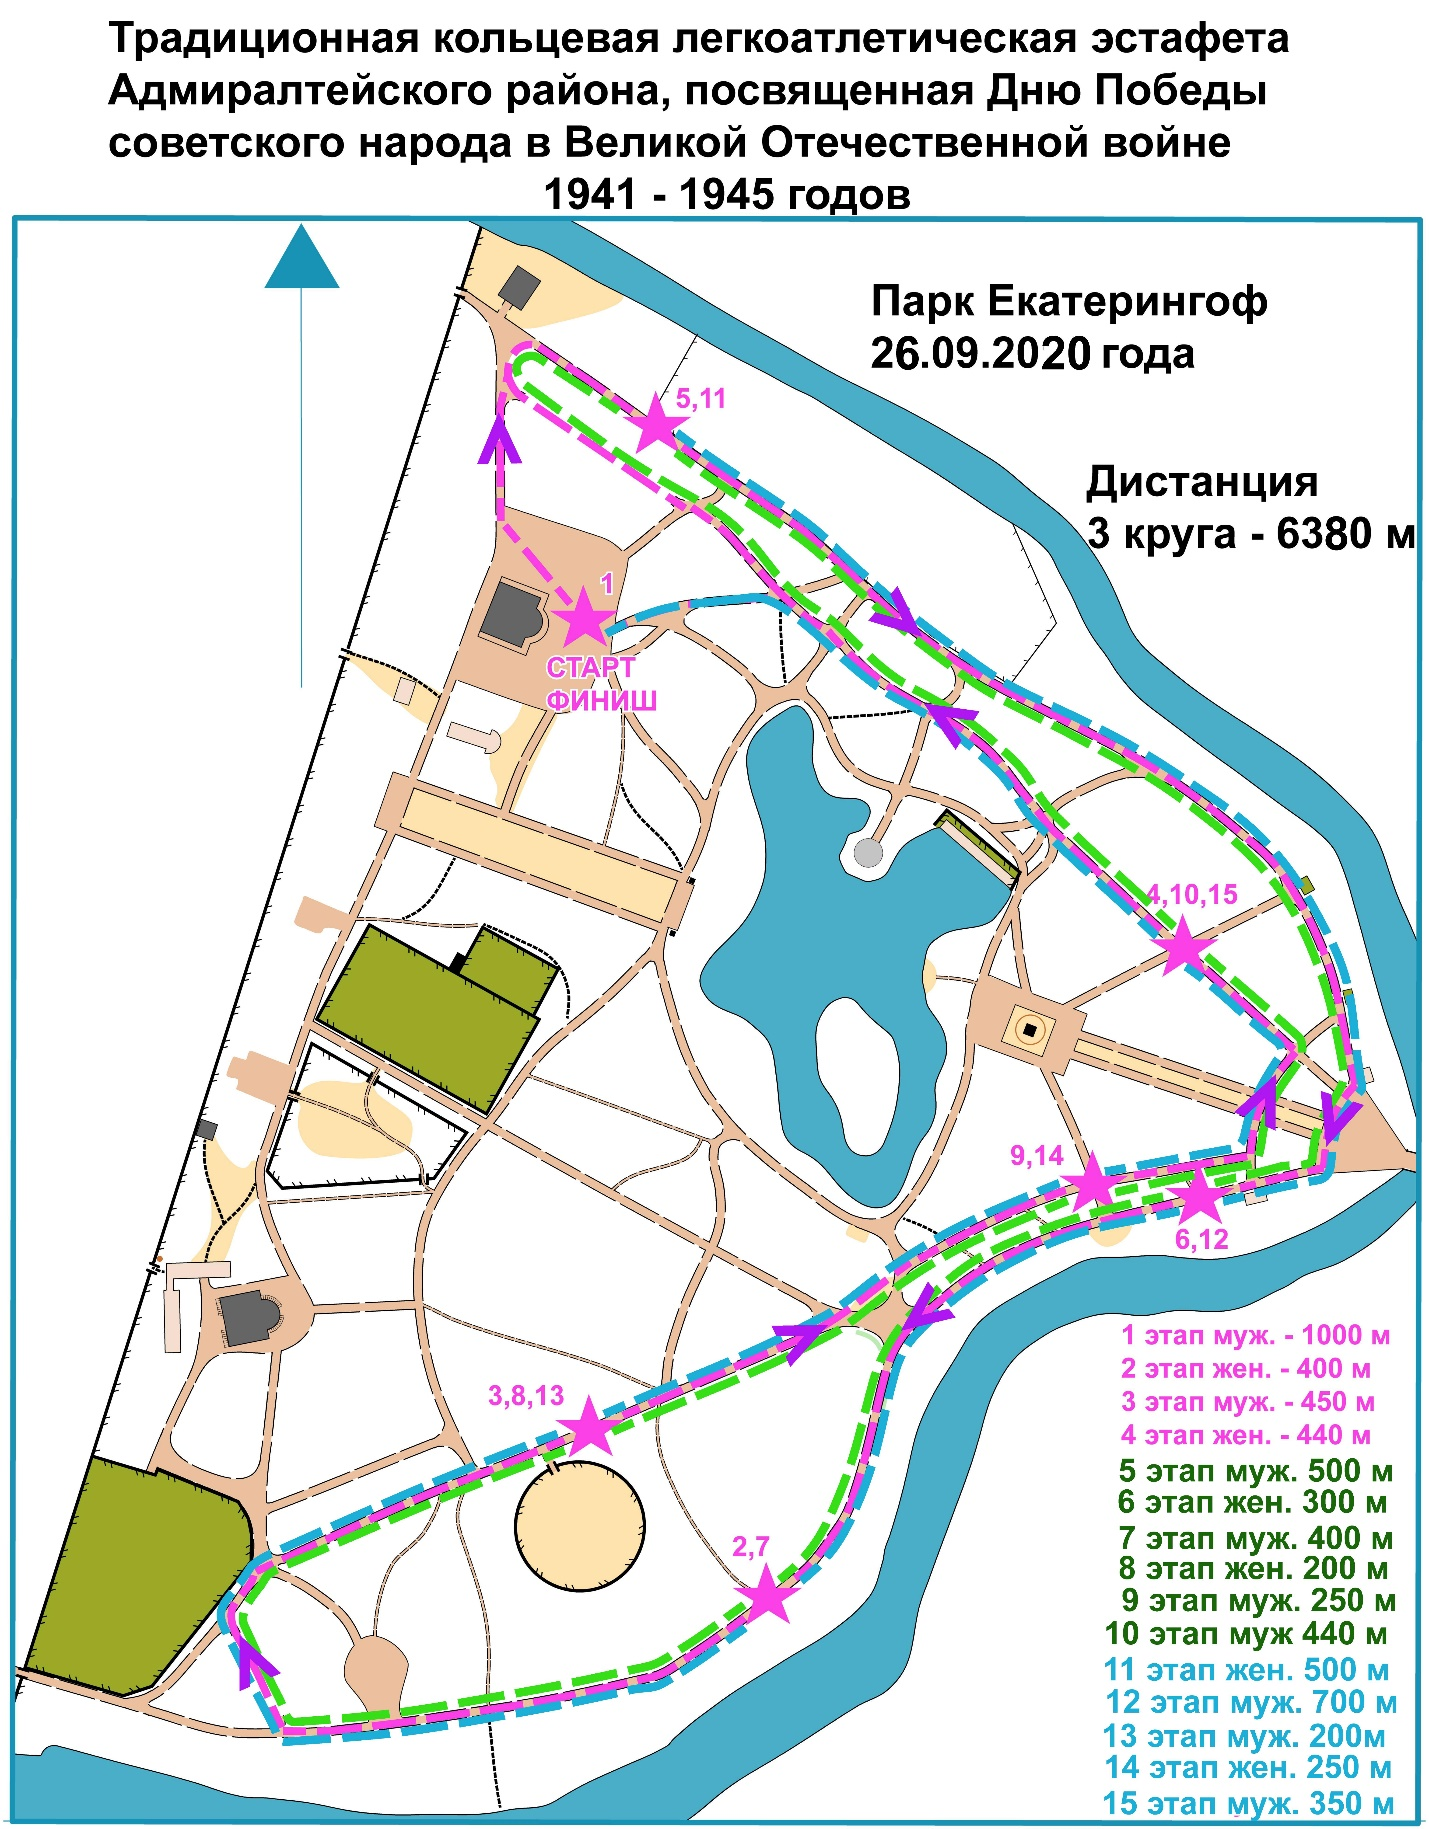 Традиционная кольцевая легкоатлетическая эстафета
Адмиралтейского района, посвященная Дню Победы
советского народа в Великой Отечественной войне
1941 - 1945 годов
Парк Екатерингоф
26.09.2020 года
5,11
Дистанция
3 круга - 6380 м
1
СТАРТ
ФИНИШ
4,10,15
9,14
6,12
3,8,13
2,7
1 этап муж. - 1000 м
2 этап жен. - 400 м
3 этап муж. - 450 м
4 этап жен. - 440 м
5 этап муж. 500 м
6 этап жен. 300 м
7 этап муж. 400 м
8 этап жен. 200 м
9 этап муж. 250 м
10 этап муж 440 м
11 этап жен. 500 м
12 этап муж. 700 м
13 этап муж. 200м
14 этап жен. 250 м
15 этап муж. 350 м